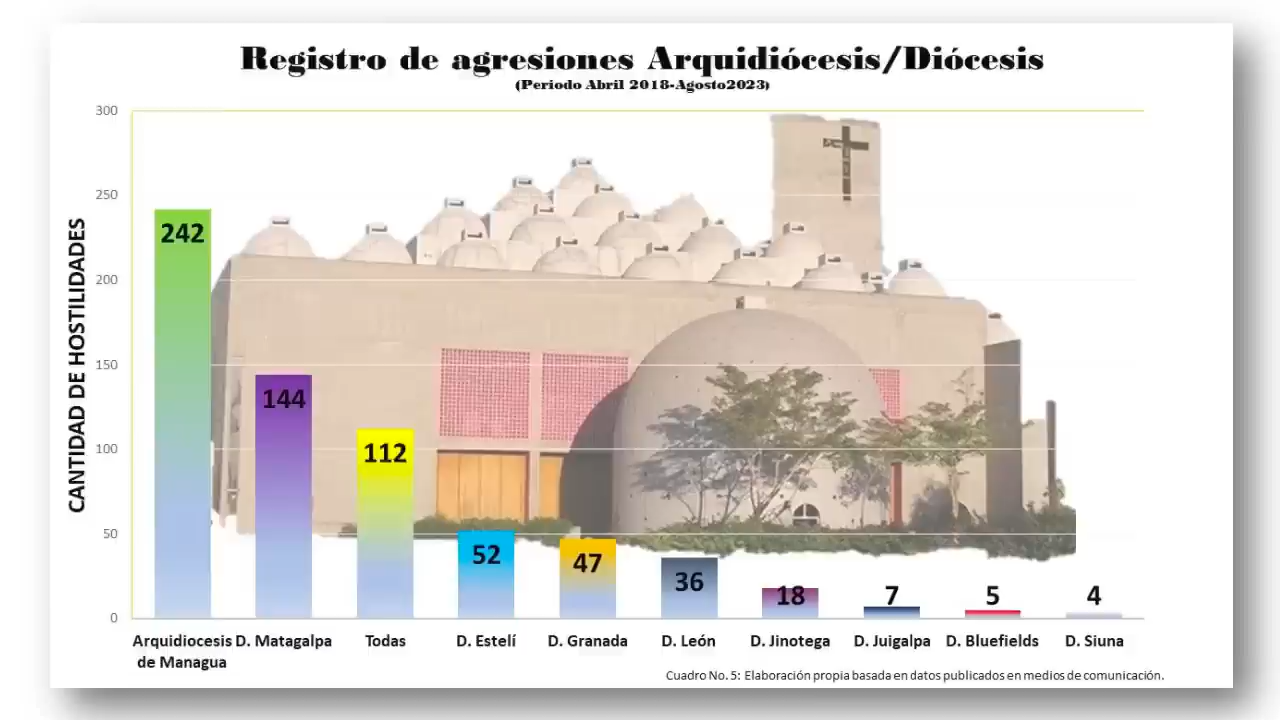 Registro de agresiones Arquidiócesis/Diócesis
(Periodo Abril 2018-Agosto2023)
CANTIDAD DE HOSTILIDADES
300
250
200
150
100
50
0
242
144
112
52
47
36
18
7
5
4
Arquidiocesis de Managua
D. Matagalpa
Todas
D. Estelí
D. Granada
D. León
D. Jinotega
D. Juigalpa
D. Bluefields
D. Siuna
Cuadro No. 5: Elaboración propia basada en datos publicados en medios de comunicación.